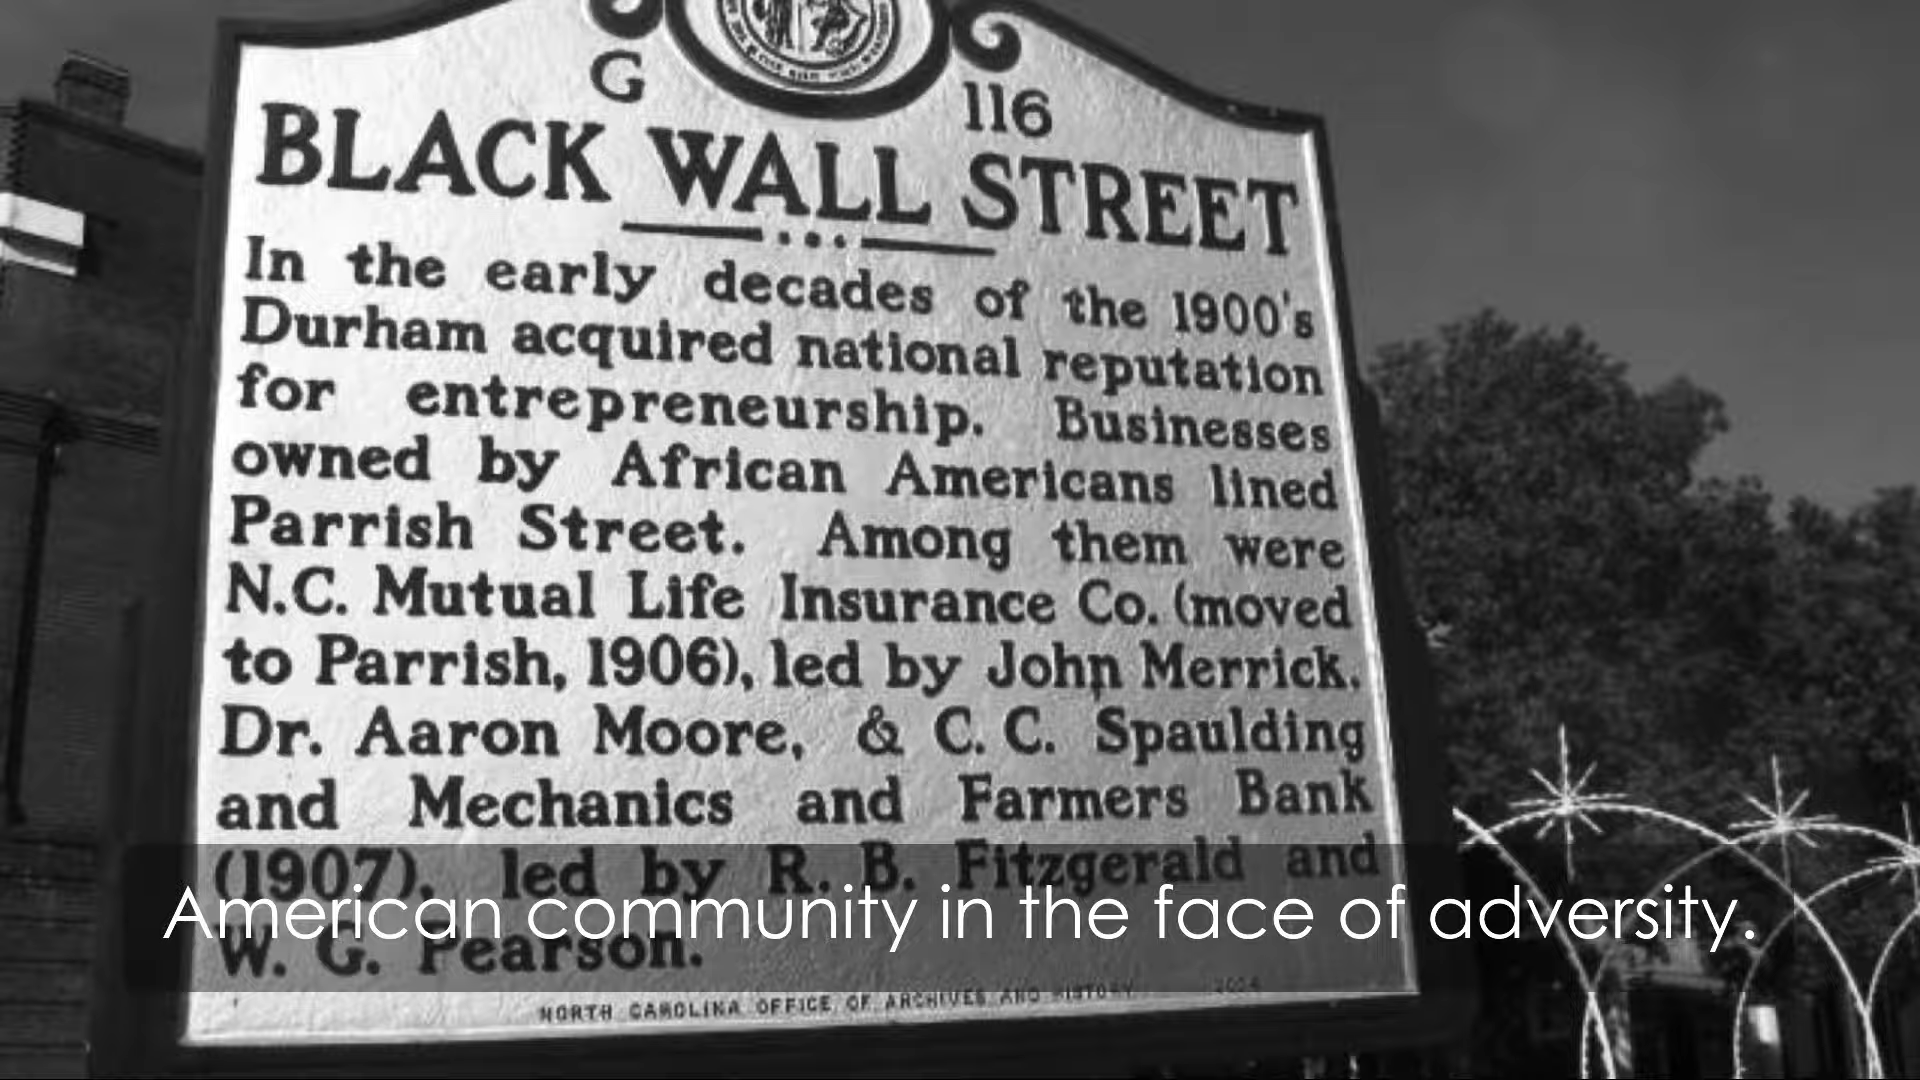 G 116
BLACK WALL STREET
In the early decades of the 1900's
Durham acquired national reputation
for entrepreneurship. Businesses
owned by African Americans lined
Parrish Street. Among them were
N.C. Mutual Life Insurance Co. (moved
to Parrish, 1906), led by John Merrick,
Dr. Aaron Moore, & C. C. Spaulding
and Mechanics and Farmers Bank
(1907), led by R. B. Fitzgerald and
American community in the face of adversity.
W. G. Pearson.
NORTH CAROLINA OFFICE OF ARCHIVES AND HISTORY